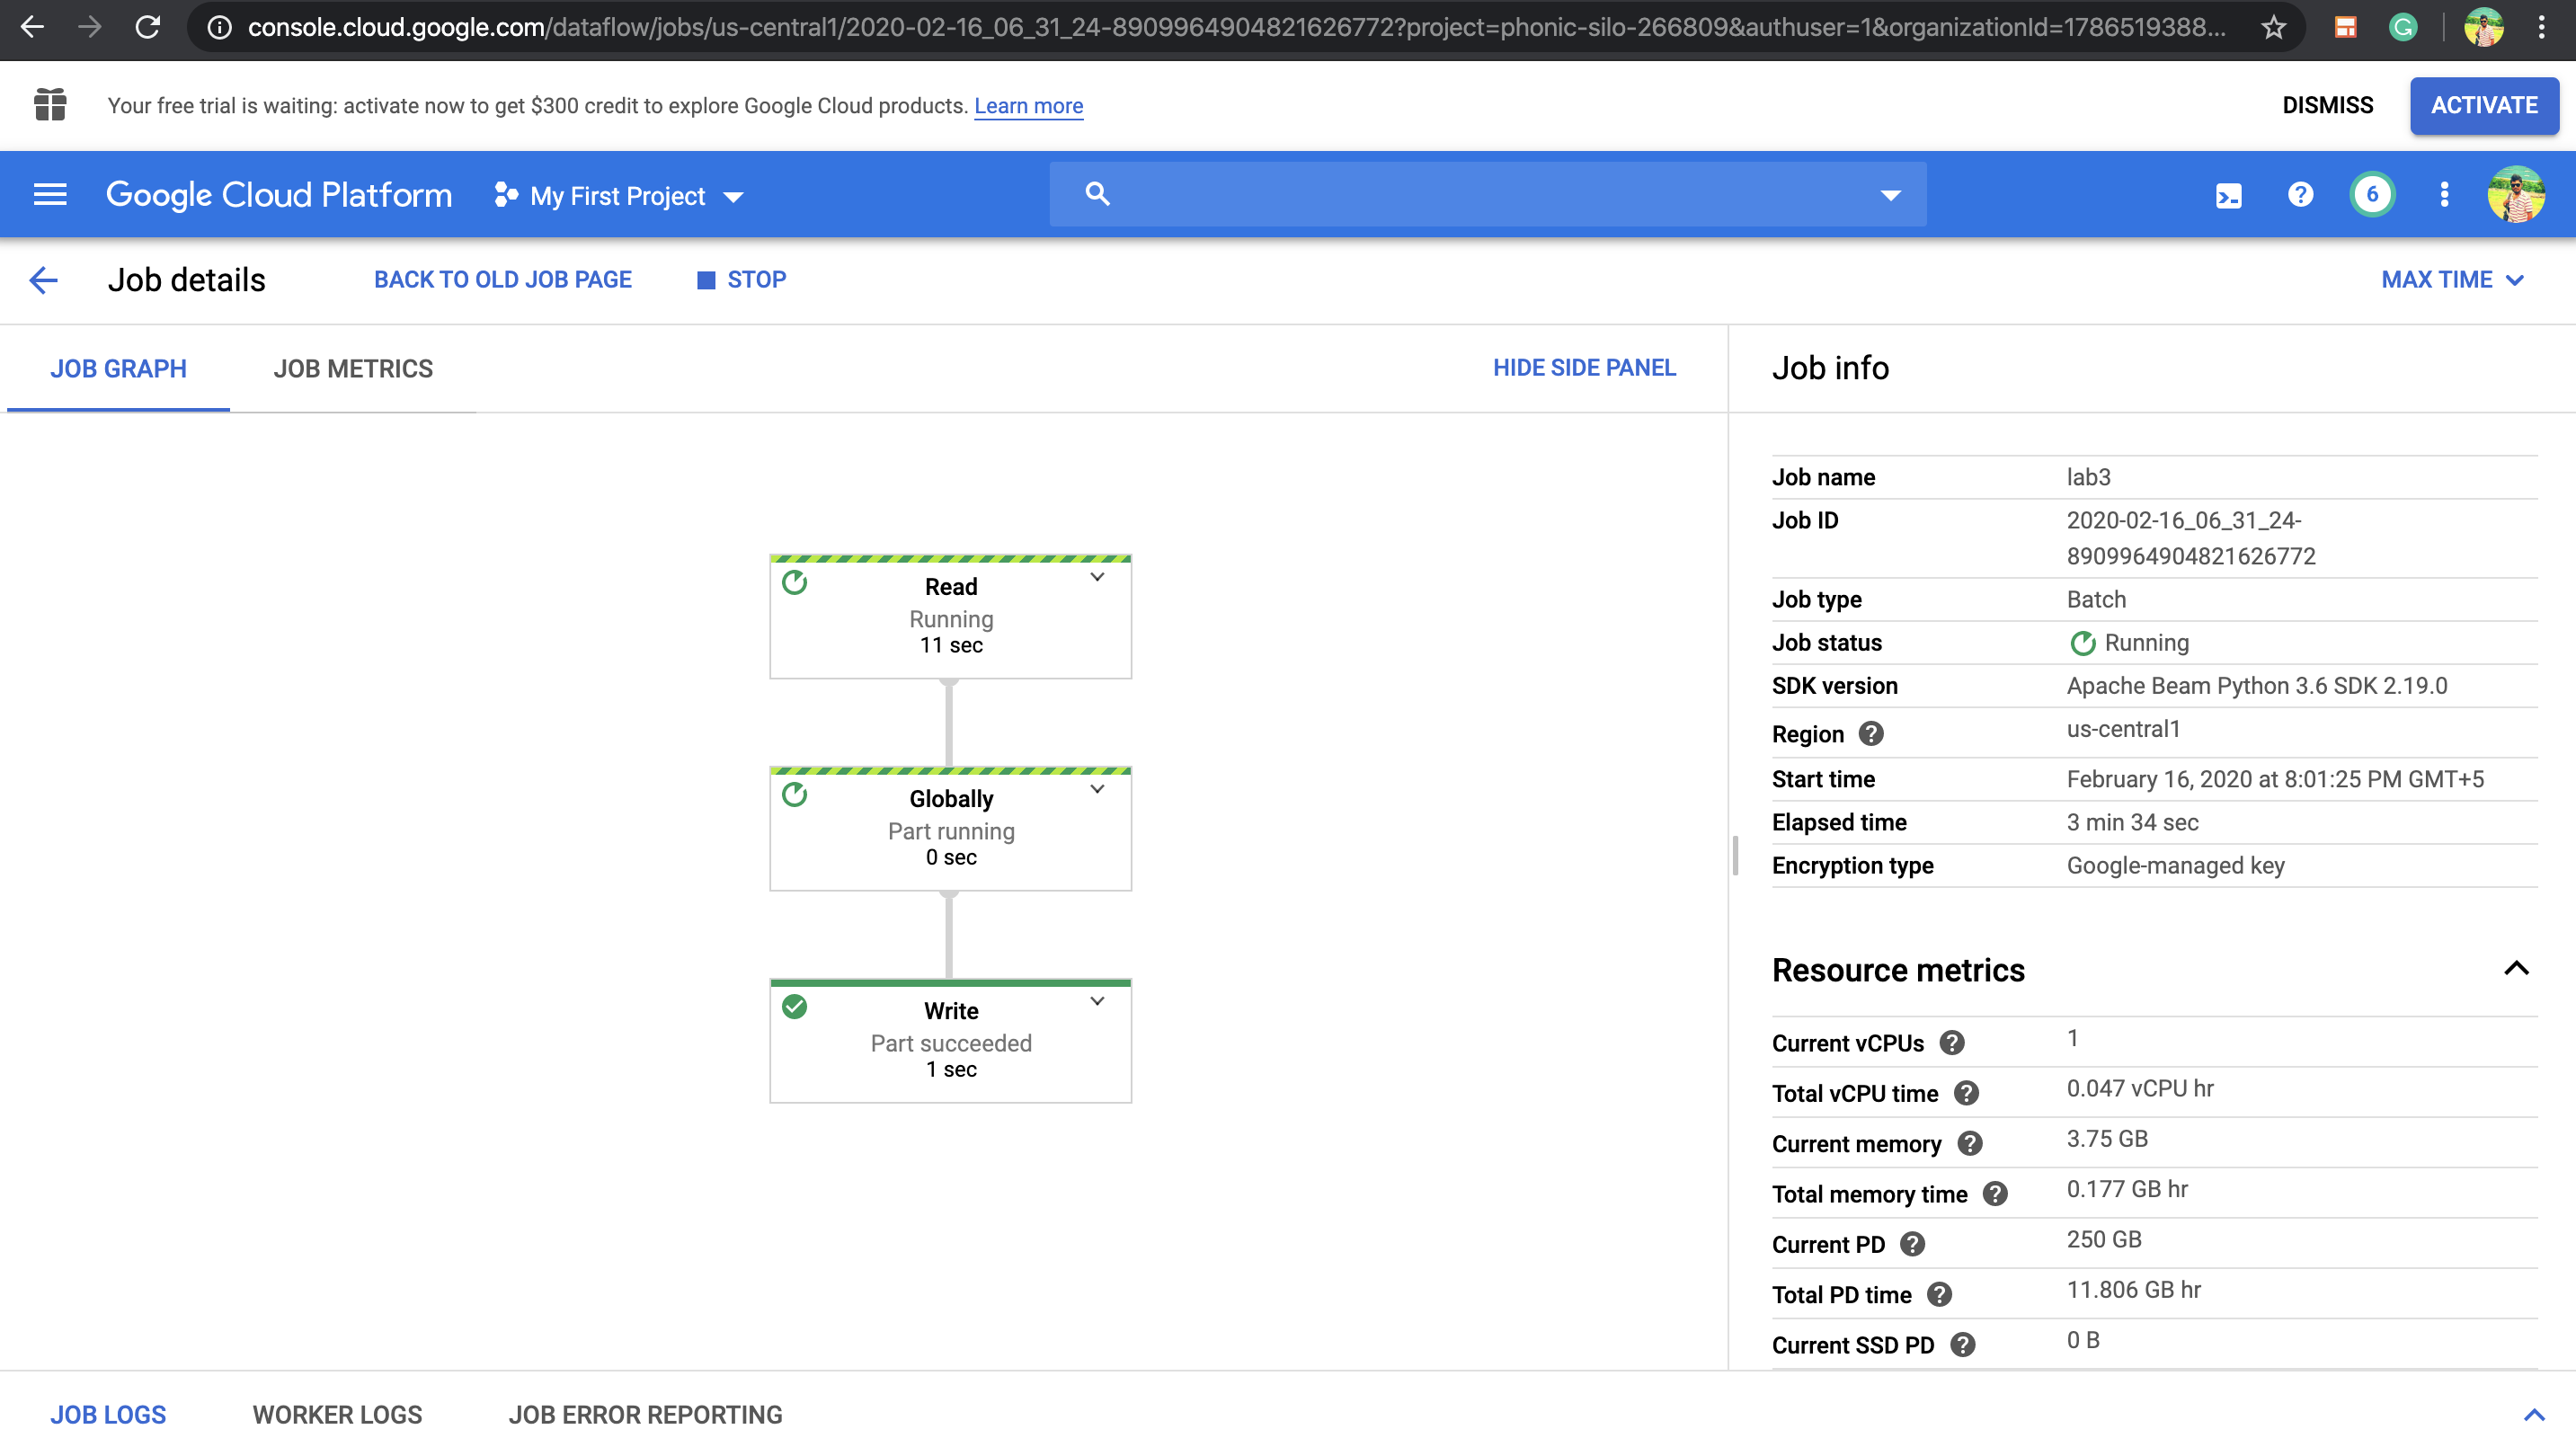 console.cloud.google.com/dataflow/jobs/us-central1/2020-02-16_06_31_24-8909964904821626772?project=phonic-silo-266809&authuser=1&organizationId=1786519388...
Your free trial is waiting: activate now to get $300 credit to explore Google Cloud products. Learn more
DISMISS
ACTIVATE
Google Cloud Platform
My First Project
6
Job details
BACK TO OLD JOB PAGE
STOP
MAX TIME
JOB GRAPH
JOB METRICS
HIDE SIDE PANEL
Read
Running
11 sec
Globally
Part running
0 sec
Write
Part succeeded
1 sec
Job info
Job name lab3
Job ID 2020-02-16_06_31_24-
8909964904821626772
Job type Batch
Job status Running
SDK version Apache Beam Python 3.6 SDK 2.19.0
Region ? us-central1
Start time February 16, 2020 at 8:01:25 PM GMT+5
Elapsed time 3 min 34 sec
Encryption type Google-managed key
Resource metrics
Current vCPUs ? 1
Total vCPU time ? 0.047 vCPU hr
Current memory ? 3.75 GB
Total memory time ? 0.177 GB hr
Current PD ? 250 GB
Total PD time ? 11.806 GB hr
Current SSD PD ? 0 B
JOB LOGS
WORKER LOGS
JOB ERROR REPORTING